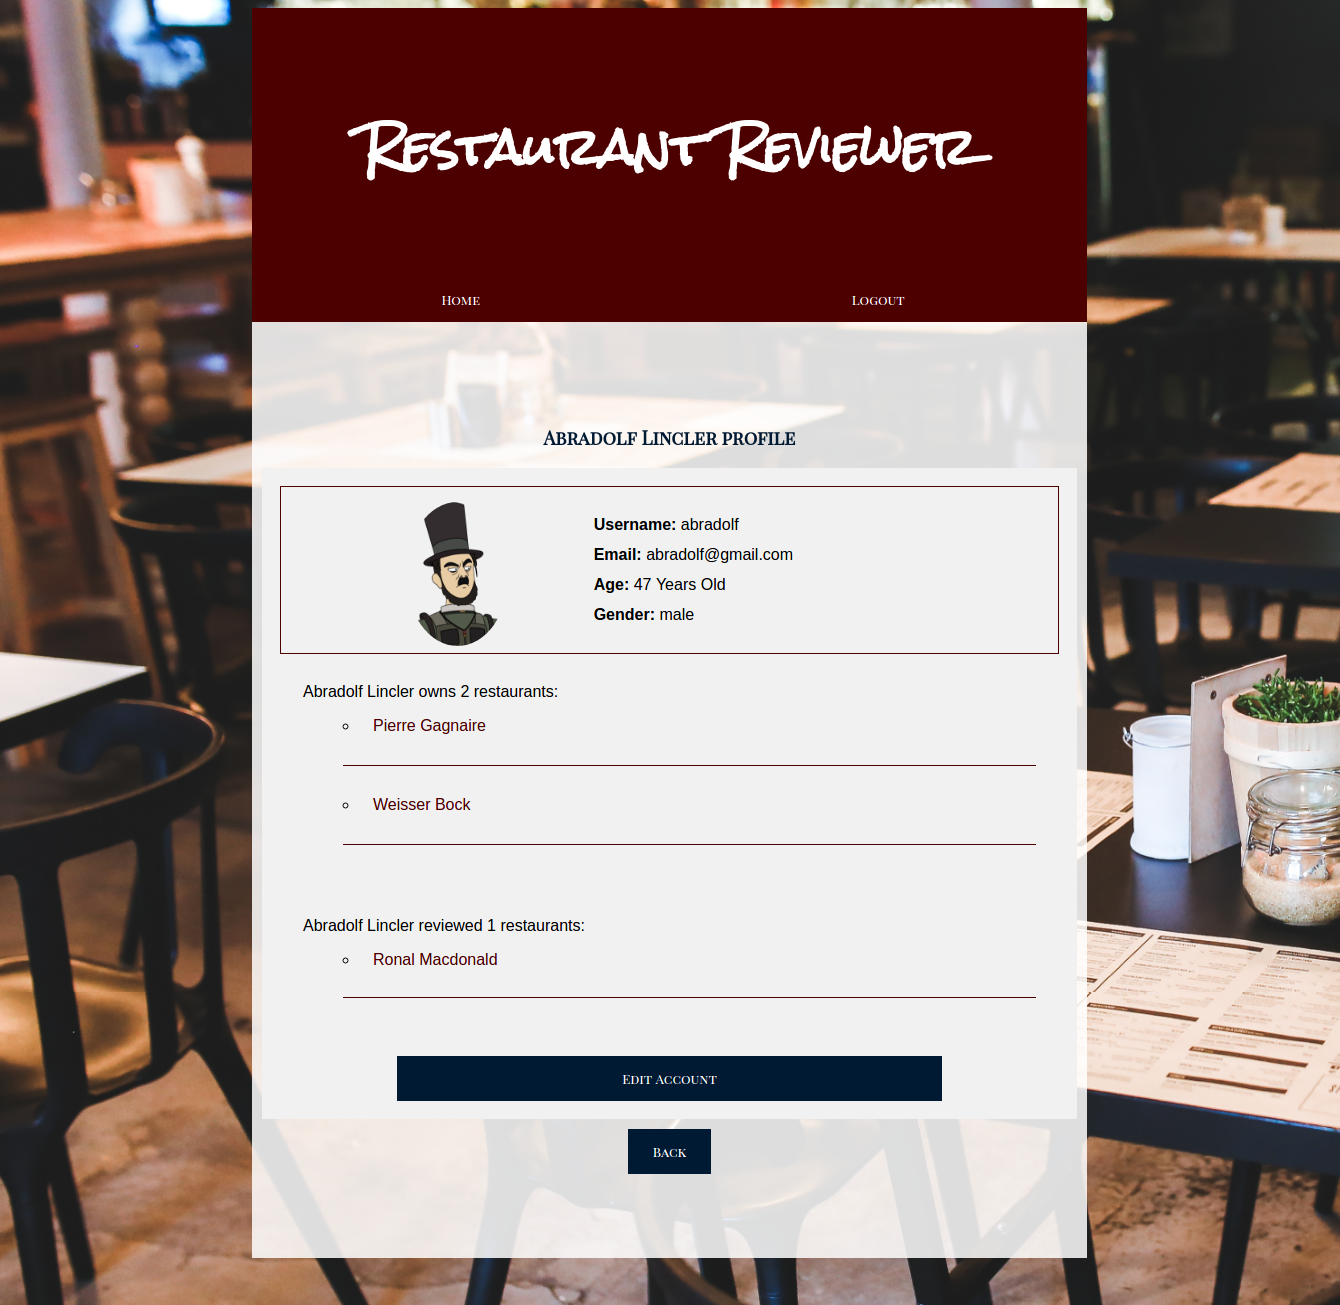 Restaurant Reviewer
Home
Logout
Abradolf Lincler profile
Username: abradolf
Email: abradolf@gmail.com
Age: 47 Years Old
Gender: male
Abradolf Lincler owns 2 restaurants:
Pierre Gagnaire
Weisser Bock
Abradolf Lincler reviewed 1 restaurants:
Ronal Macdonald
Edit Account
Back